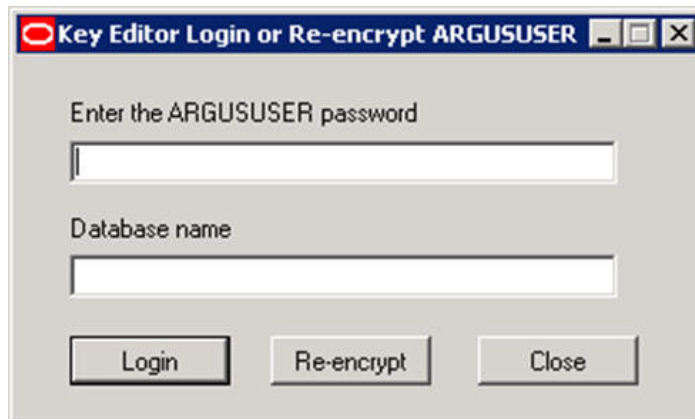 Key Editor Login or Re-encrypt ARGUSUSER
Enter the ARGUSUSER password
Database name
Login Re-encrypt Close